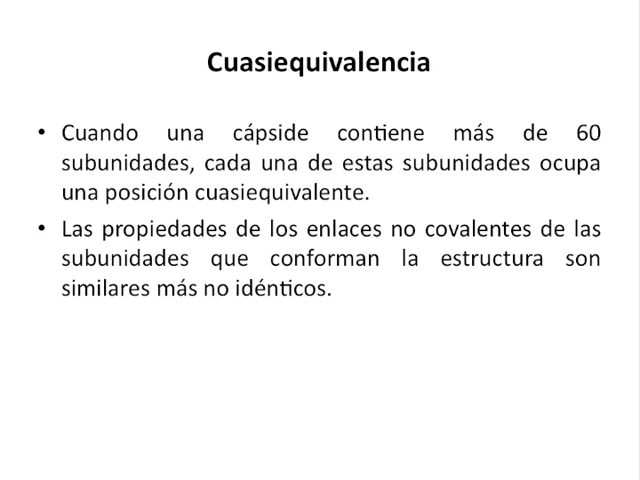 Cuasiequivalencia
• Cuando una cápside contiene más de 60
subunidades, cada una de estas subunidades ocupa
una posición cuasiequivalente.
• Las propiedades de los enlaces no covalentes de las
subunidades que conforman la estructura son
similares más no idénticos.